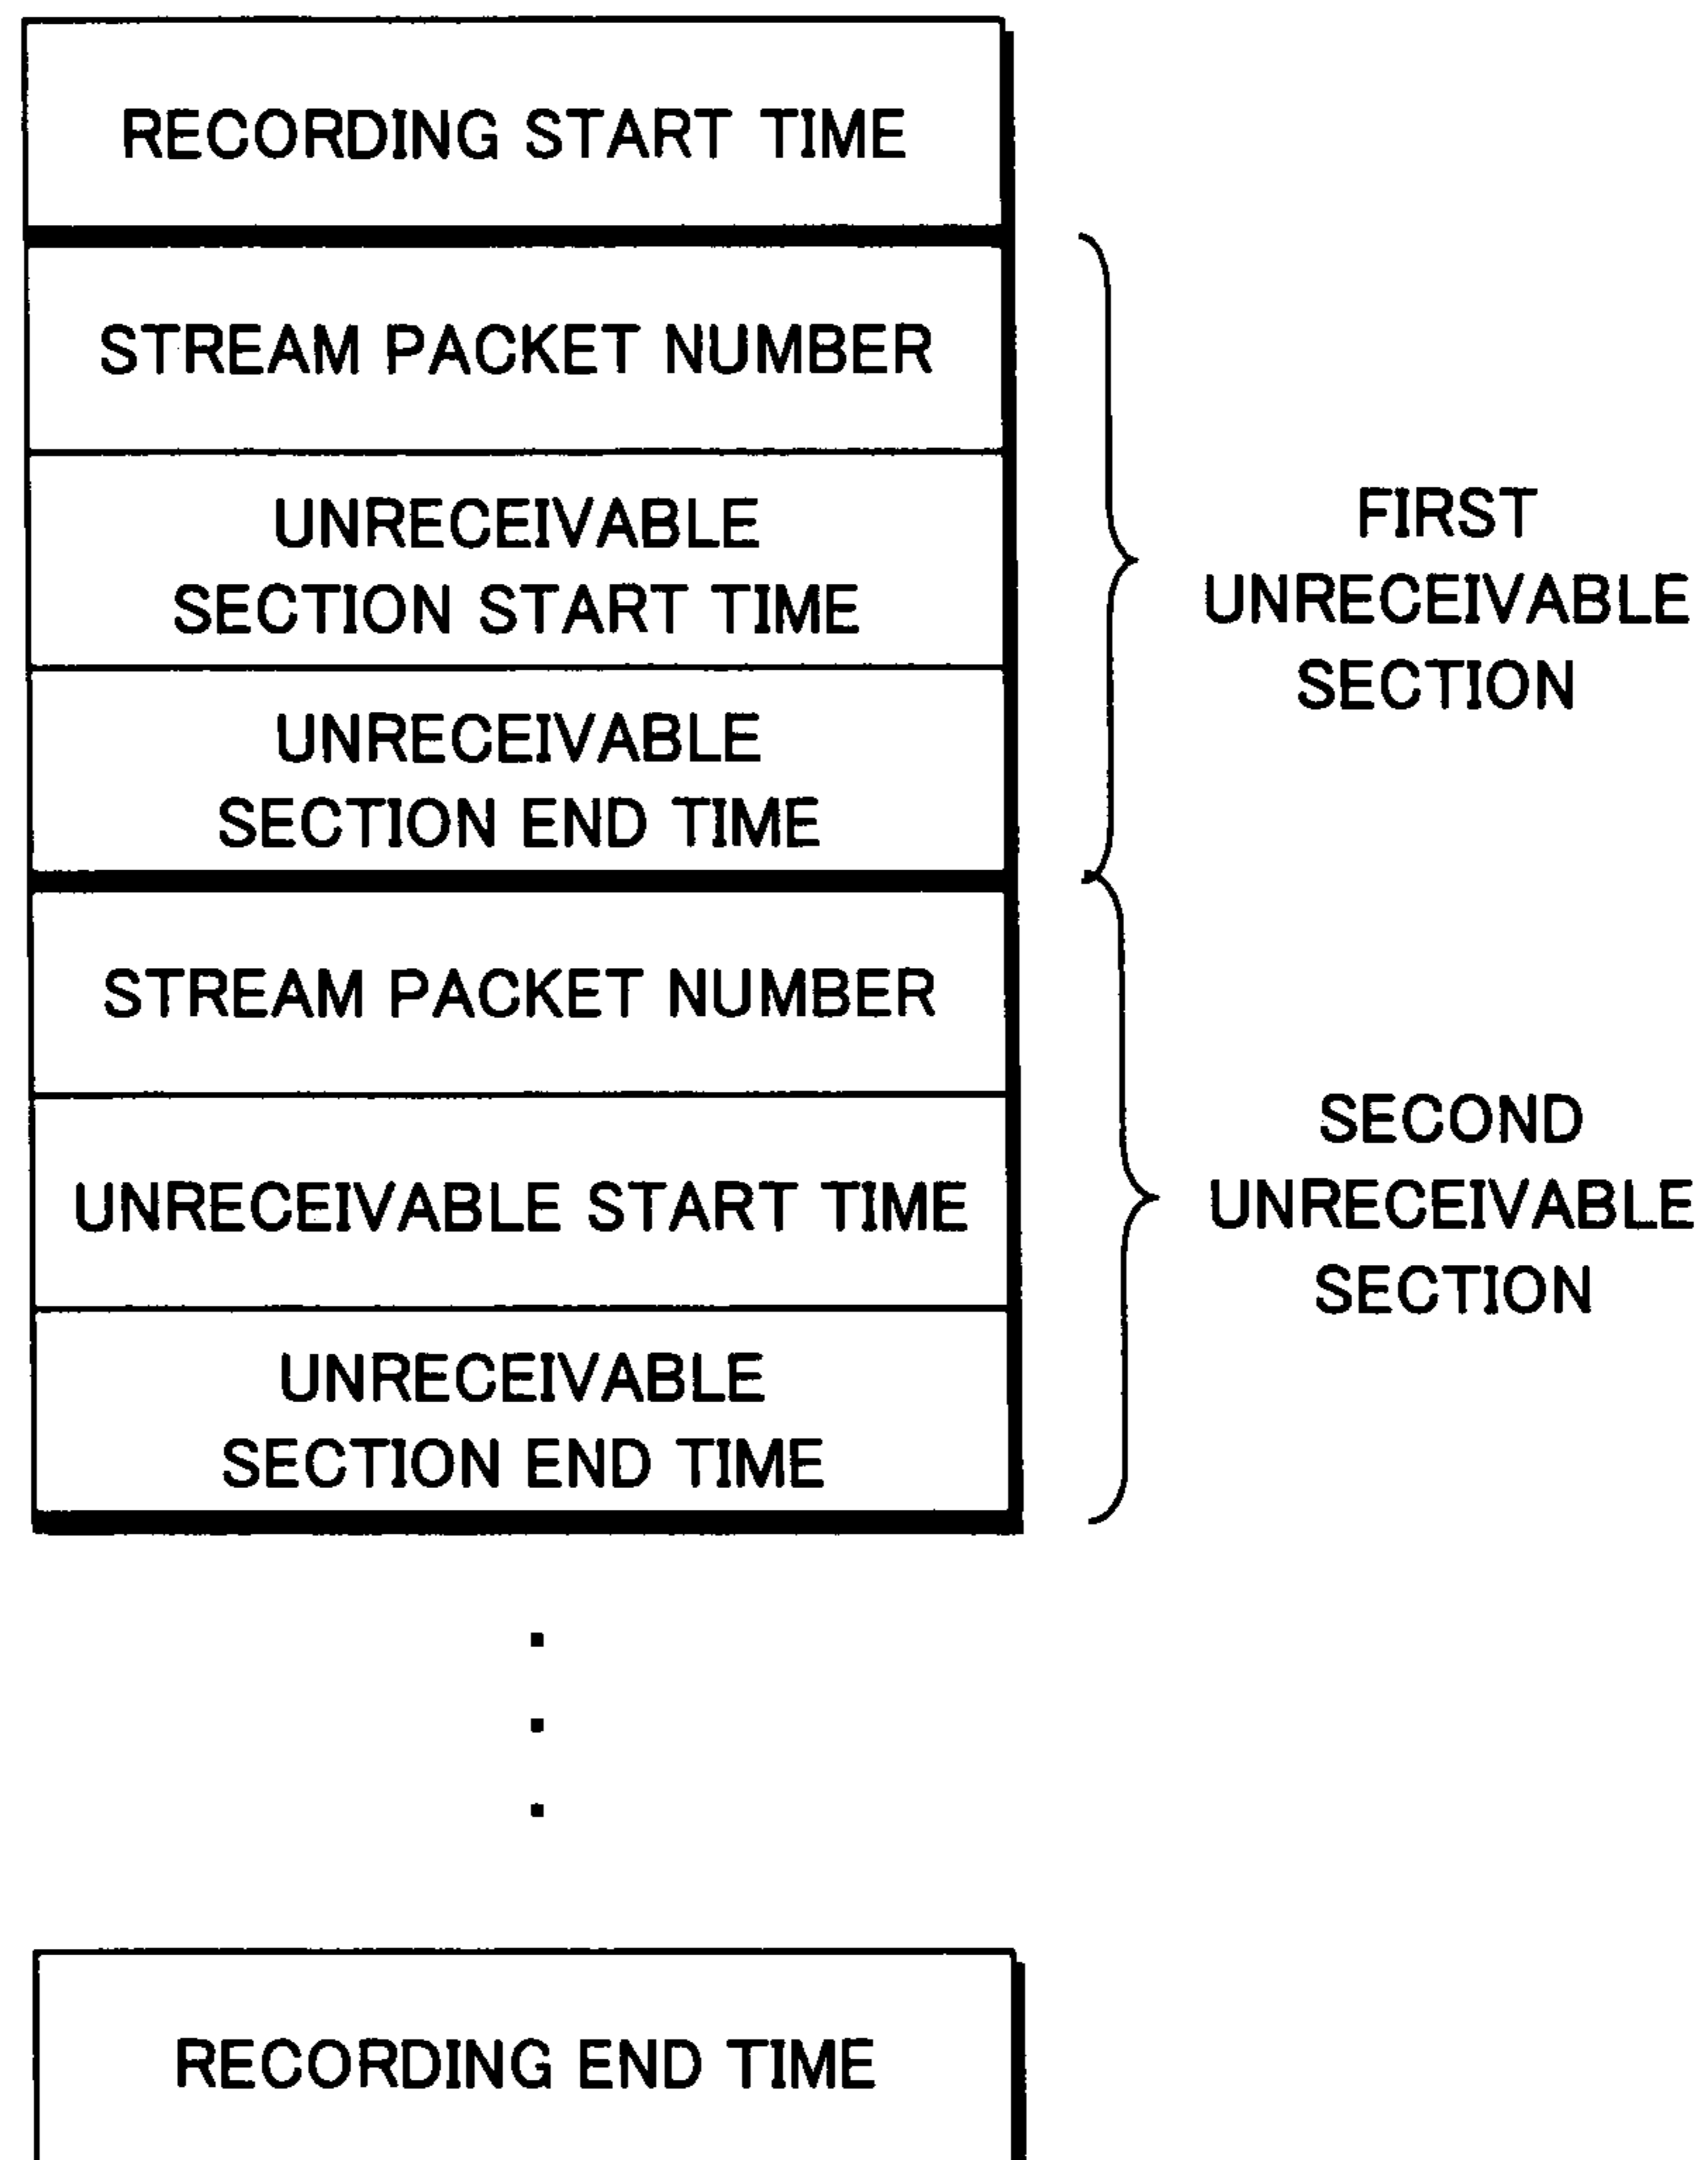 RECORDING START TIME
STREAM PACKET NUMBER
UNRECEIVABLE
SECTION START TIME
UNRECEIVABLE
SECTION END TIME
FIRST
UNRECEIVABLE
SECTION
STREAM PACKET NUMBER
UNRECEIVABLE START TIME
UNRECEIVABLE
SECTION END TIME
SECOND
UNRECEIVABLE
SECTION
RECORDING END TIME